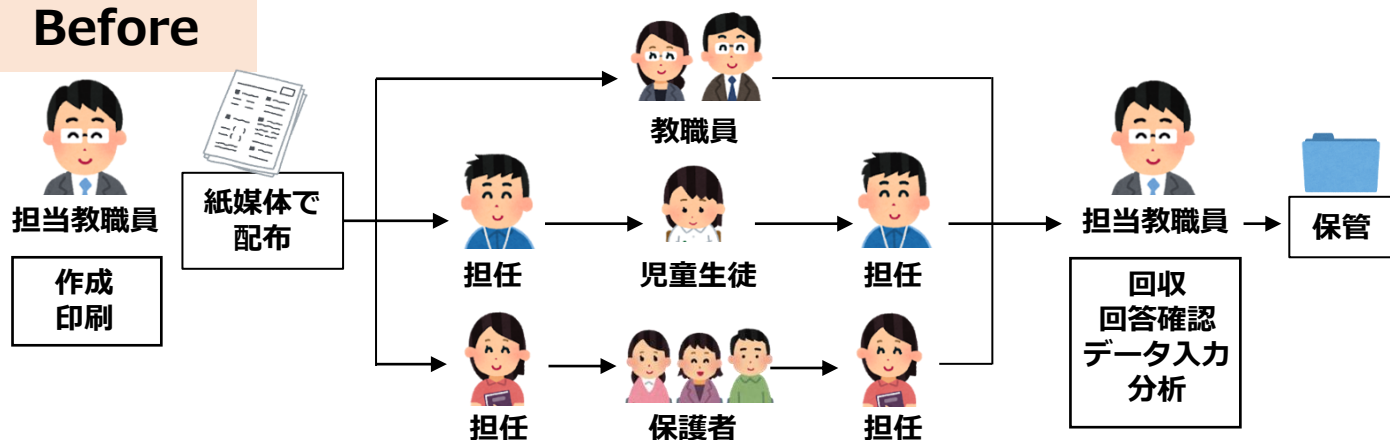 Before
担当教職員
作成
印刷
紙媒体で
配布
教職員
担任
児童生徒
担任
担任
保護者
担任
担当教職員
回収
回答確認
データ入力
分析
保管